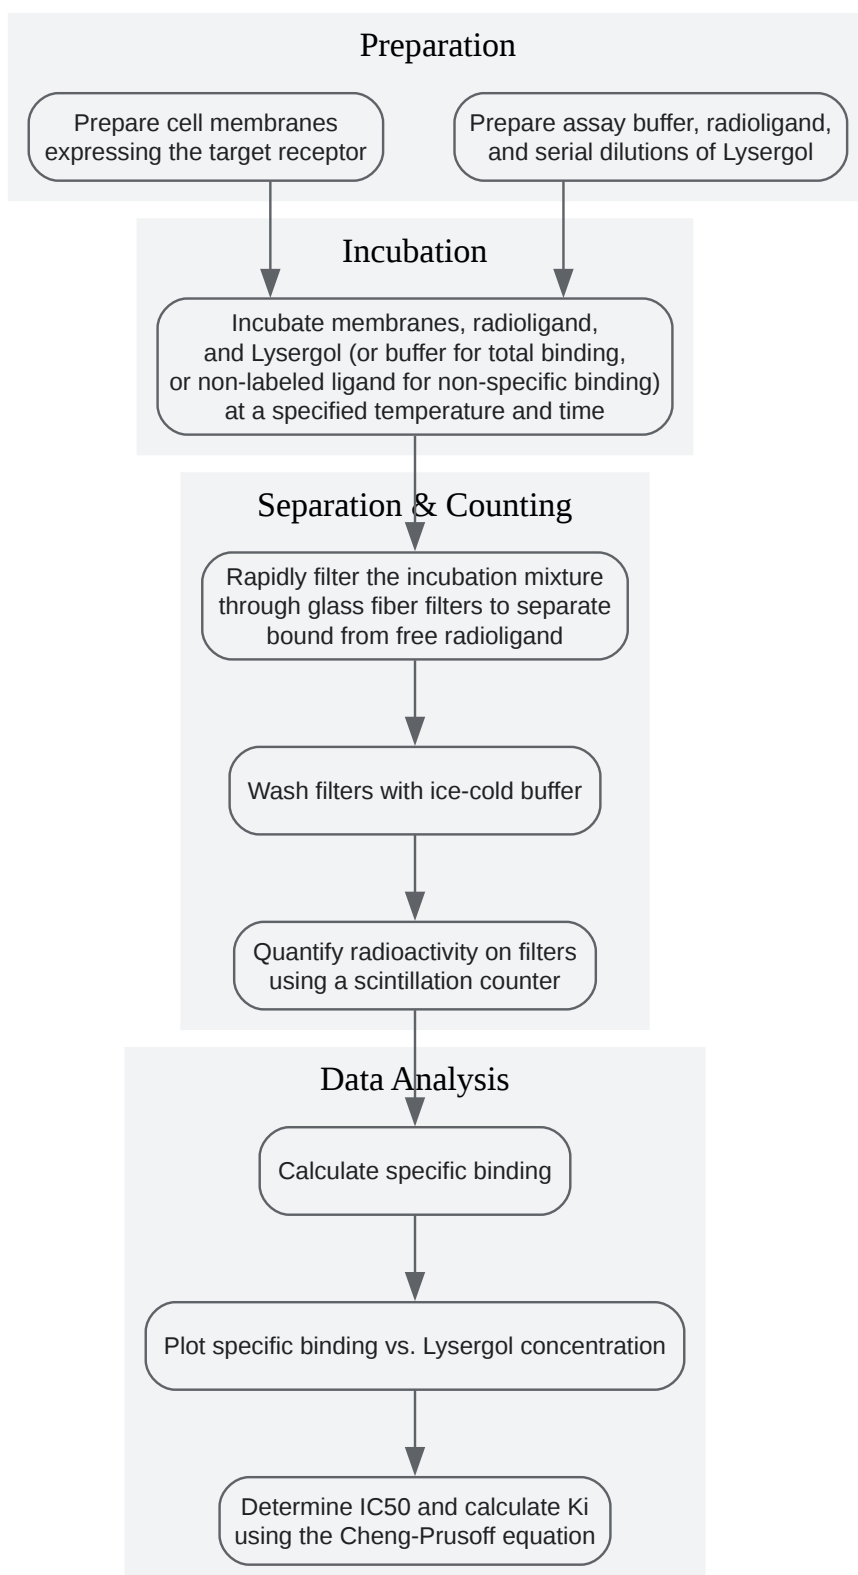 Preparation
Prepare cell membranes
expressing the target receptor
Prepare assay buffer, radioligand,
and serial dilutions of Lysergol
Incubation
Incubate membranes, radioligand,
and Lysergol (or buffer for total binding,
or non-labeled ligand for non-specific binding)
at a specified temperature and time
Separation & Counting
Rapidly filter the incubation mixture
through glass fiber filters to separate
bound from free radioligand
Wash filters with ice-cold buffer
Quantify radioactivity on filters
using a scintillation counter
Data Analysis
Calculate specific binding
Plot specific binding vs. Lysergol concentration
Determine IC50 and calculate Ki
using the Cheng-Prusoff equation